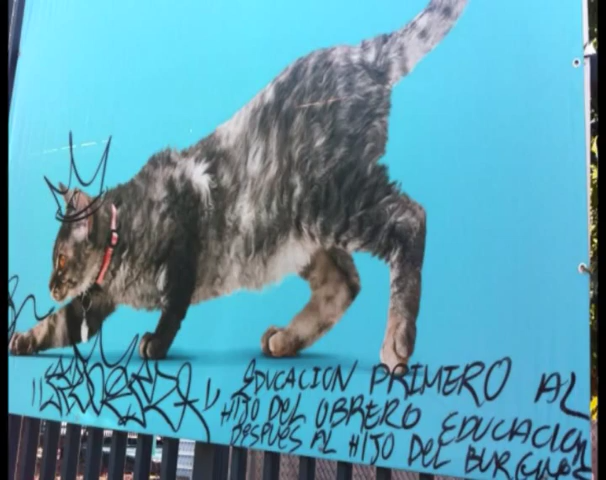 EDUCACION PRIMERO AL
HIJO DEL OBRERO EDUCACION
DESPUES AL HIJO DEL BURGUES